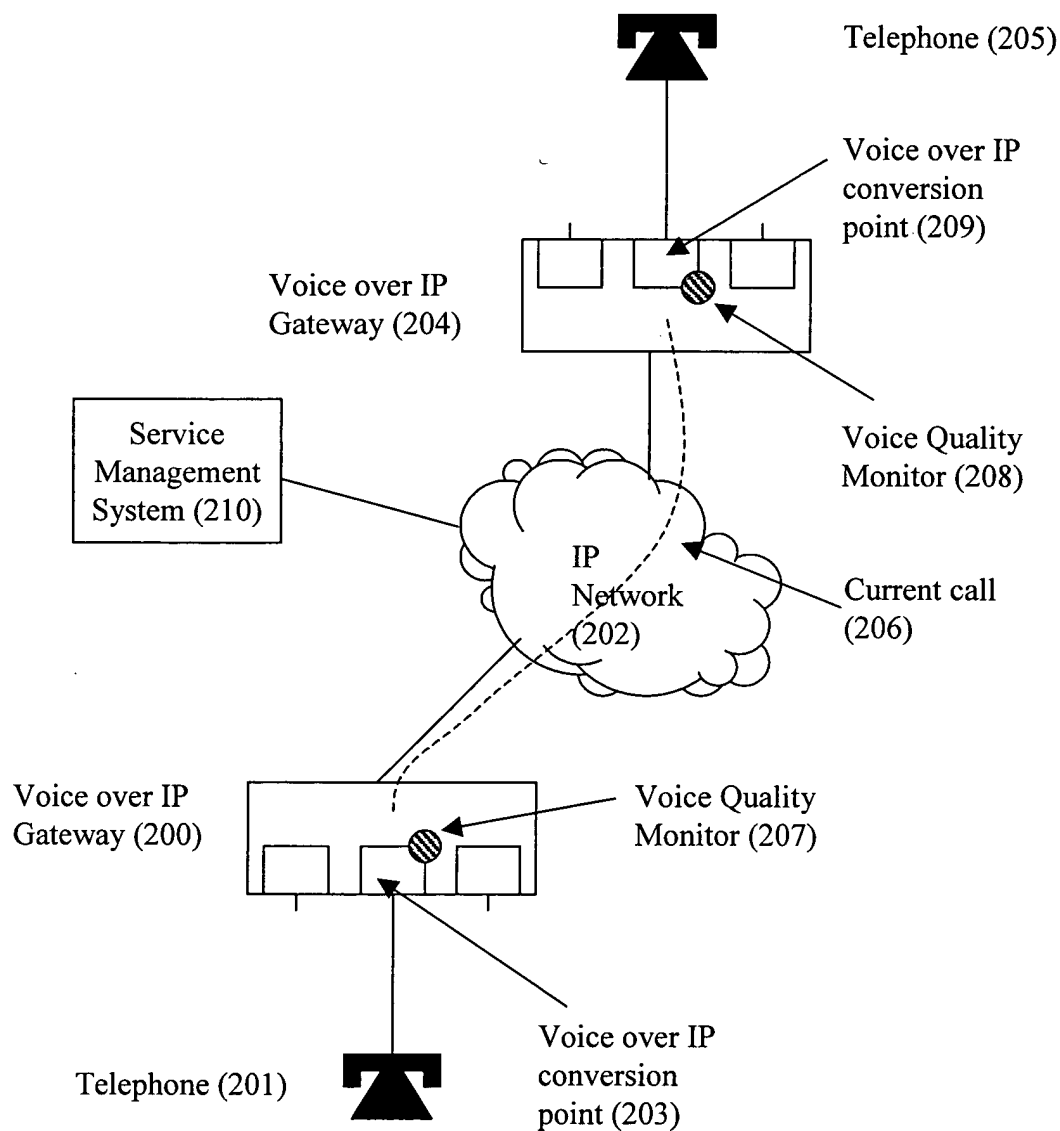 Telephone (205)
Voice over IP
conversion
point (209)
Voice over IP
Gateway (204)
Service
Management
System (210)
Voice Quality
Monitor (208)
IP
Network
(202)
Current call
(206)
Voice over IP
Gateway (200)
Voice Quality
Monitor (207)
Voice over IP
conversion
point (203)
Telephone (201)